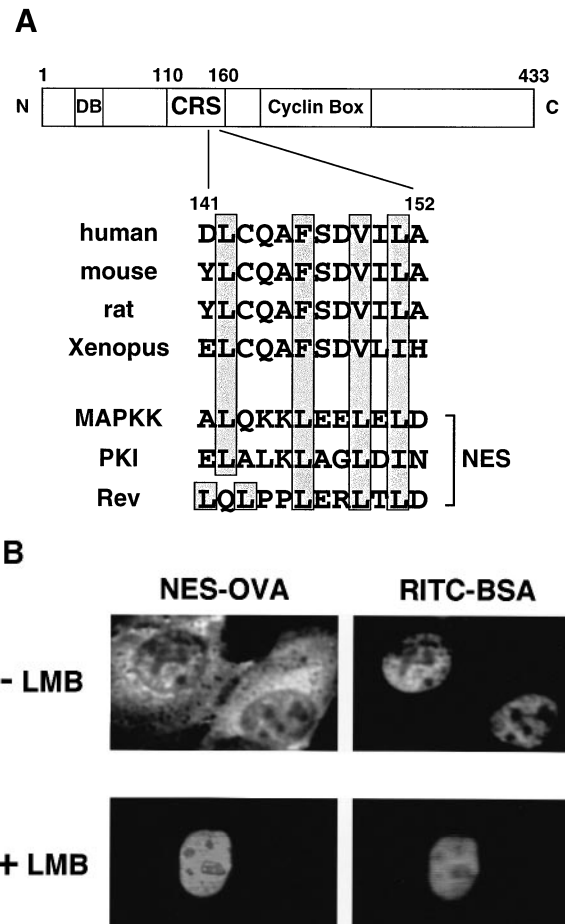 A
1 110 160 433
N DB CRS Cyclin Box C
141 152
human DLCQAFSDVILA
mouse YLCQAFSDVILA
rat YLCQAFSDVILA
Xenopus ELCQAFSDVLIH
MAPKK ALQKKLEELELD
PKI ELALKLAGLDIN
NES
Rev LQLPPLERLTLD
B
NES-OVA RITC-BSA
- LMB
+ LMB